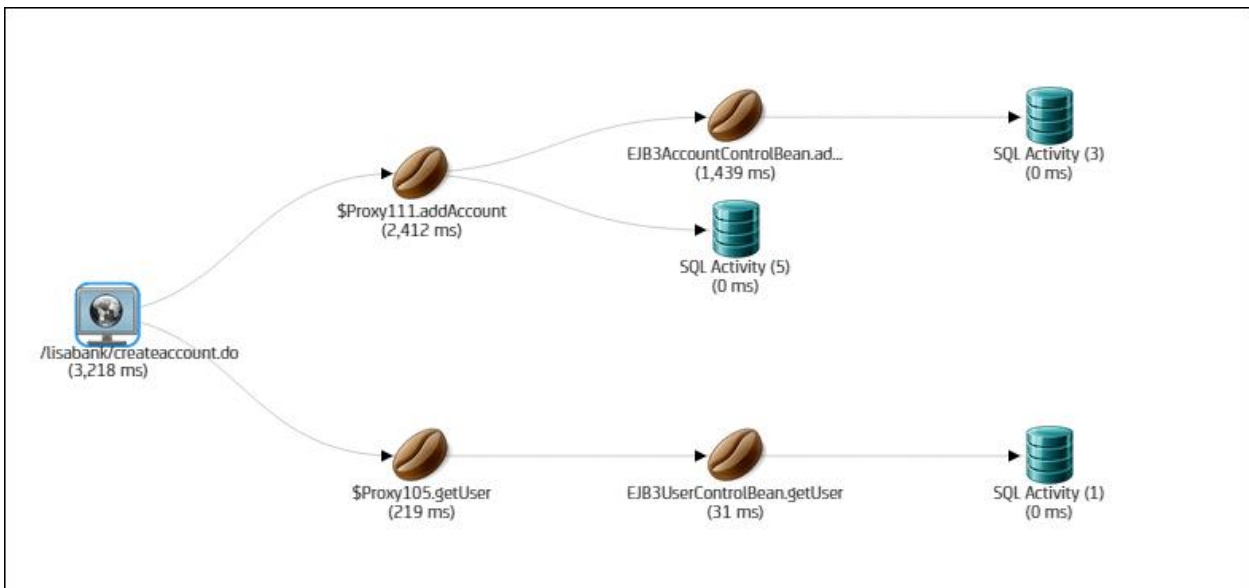 EJB3AccountControlBean.ad...
(1,439 ms)
SQL Activity (3)
(0 ms)
$Proxy111.addAccount
(2,412 ms)
SQL Activity (5)
(0 ms)
/lisabank/createaccount.do
(3,218 ms)
$Proxy105.getUser
(219 ms)
EJB3UserControlBean.getUser
(31 ms)
SQL Activity (1)
(0 ms)